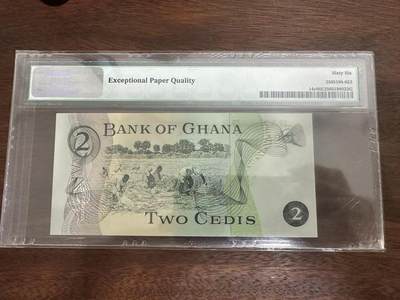 Exceptional Paper Quality
Sixty Six
2
BANK OF GHANA
TWO CEDIS
2